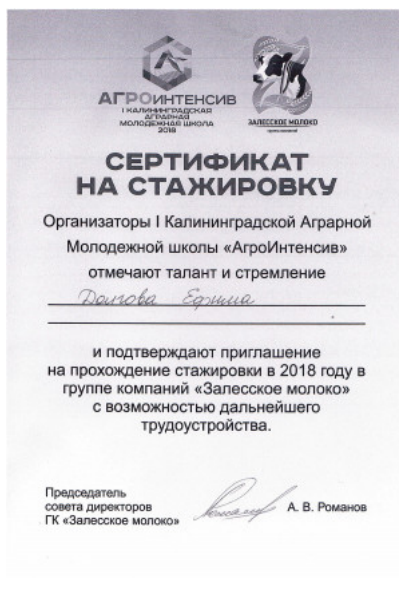 АГРОИНТЕНСИВ
I КАЛИНИНГРАДСКАЯ
АГРАРНАЯ
МОЛОДЕЖНАЯ ШКОЛА
2018
ЗАЛЕССКОЕ МОЛОКО
СЕРТИФИКАТ
НА СТАЖИРОВКУ
Организаторы I Калининградской Аграрной
Молодежной школы «АгроИнтенсив»
отмечают талант и стремление
Долгова Ефима
и подтверждают приглашение
на прохождение стажировки в 2018 году в
группе компаний «Залесское молоко»
с возможностью дальнейшего
трудоустройства.
Председатель
совета директоров
ГК «Залесское молоко»
А. В. Романов